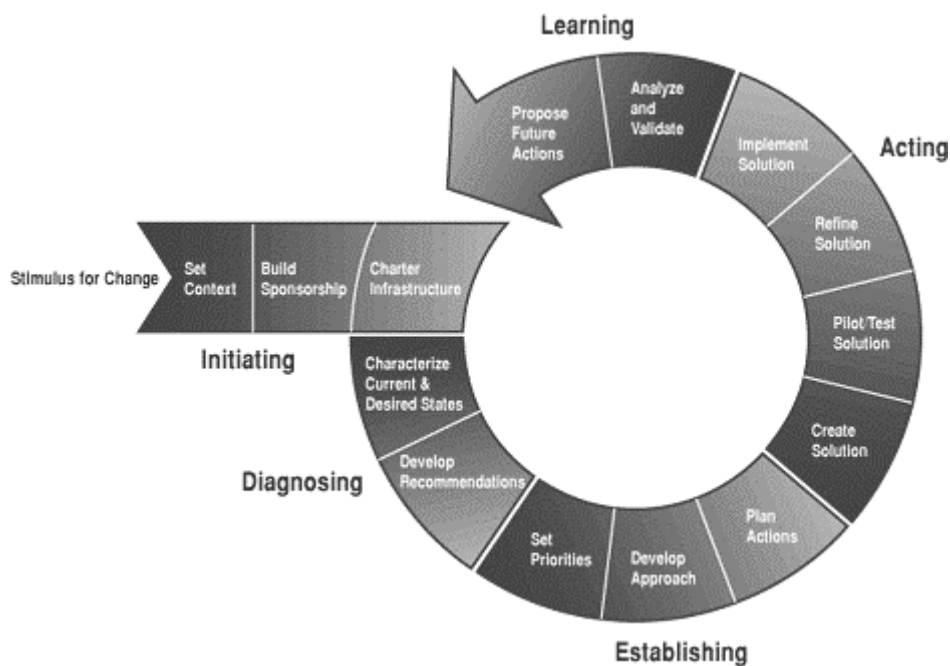 Learning
Propose
Future
Actions
Analyze
and
Validate
Implement
Solution
Acting
Refine
Solution
Pilot/Test
Solution
Create
Solution
Stimulus for Change
Set
Context
Build
Sponsorship
Charter
Infrastructure
Initiating
Characterize
Current &
Desired States
Diagnosing
Develop
Recommendations
Set
Priorities
Develop
Approach
Plan
Actions
Establishing